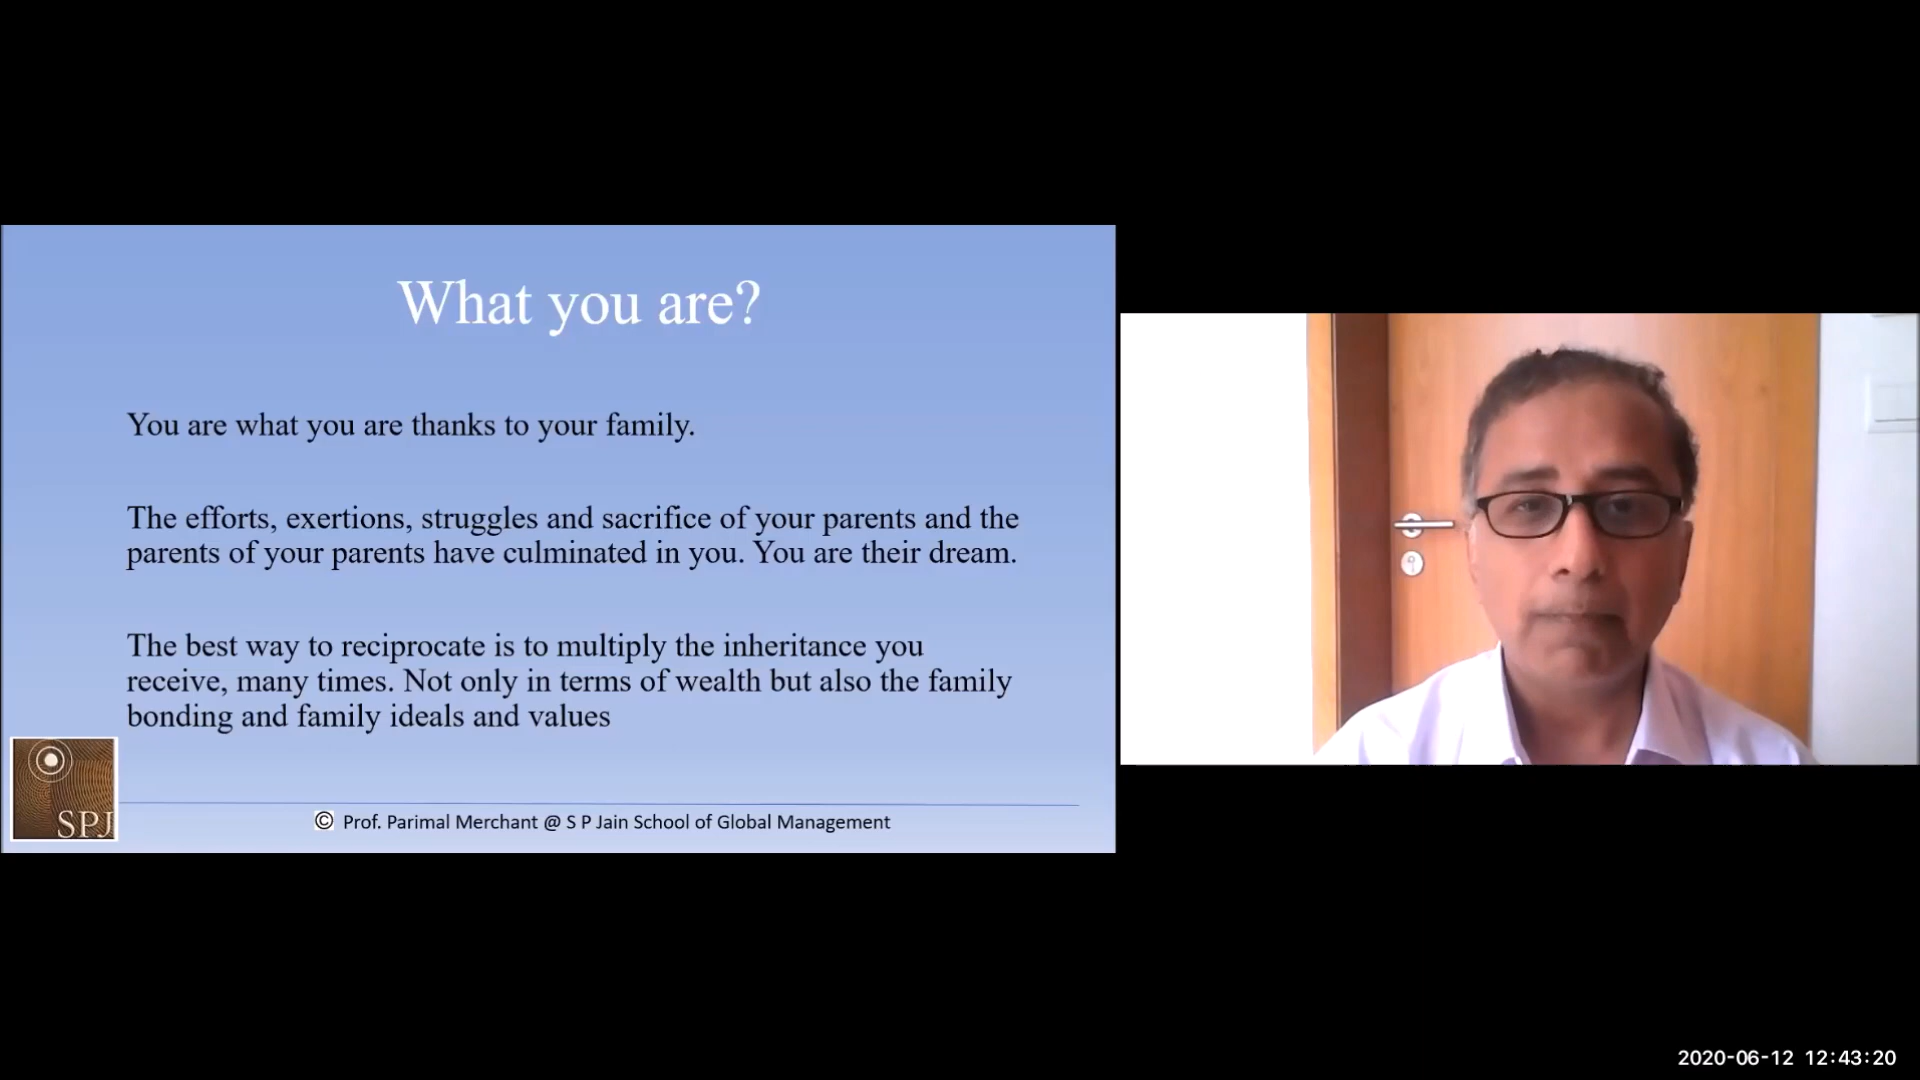 What you are?
You are what you are thanks to your family.
The efforts, exertions, struggles and sacrifice of your parents and the
parents of your parents have culminated in you. You are their dream.
The best way to reciprocate is to multiply the inheritance you
receive, many times. Not only in terms of wealth but also the family
bonding and family ideals and values
SPJ
© Prof. Parimal Merchant @ S P Jain School of Global Management
2020-06-12 12:43:20